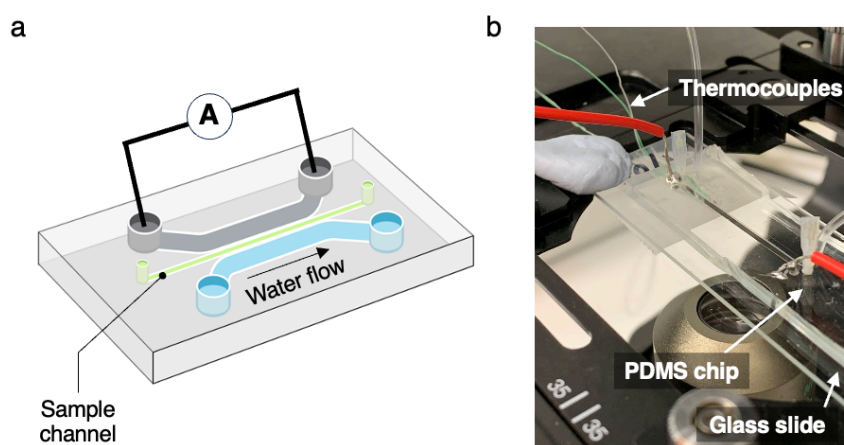 a
A
Water flow
Sample
channel
b
Thermocouples
PDMS chip
Glass slide
35
35